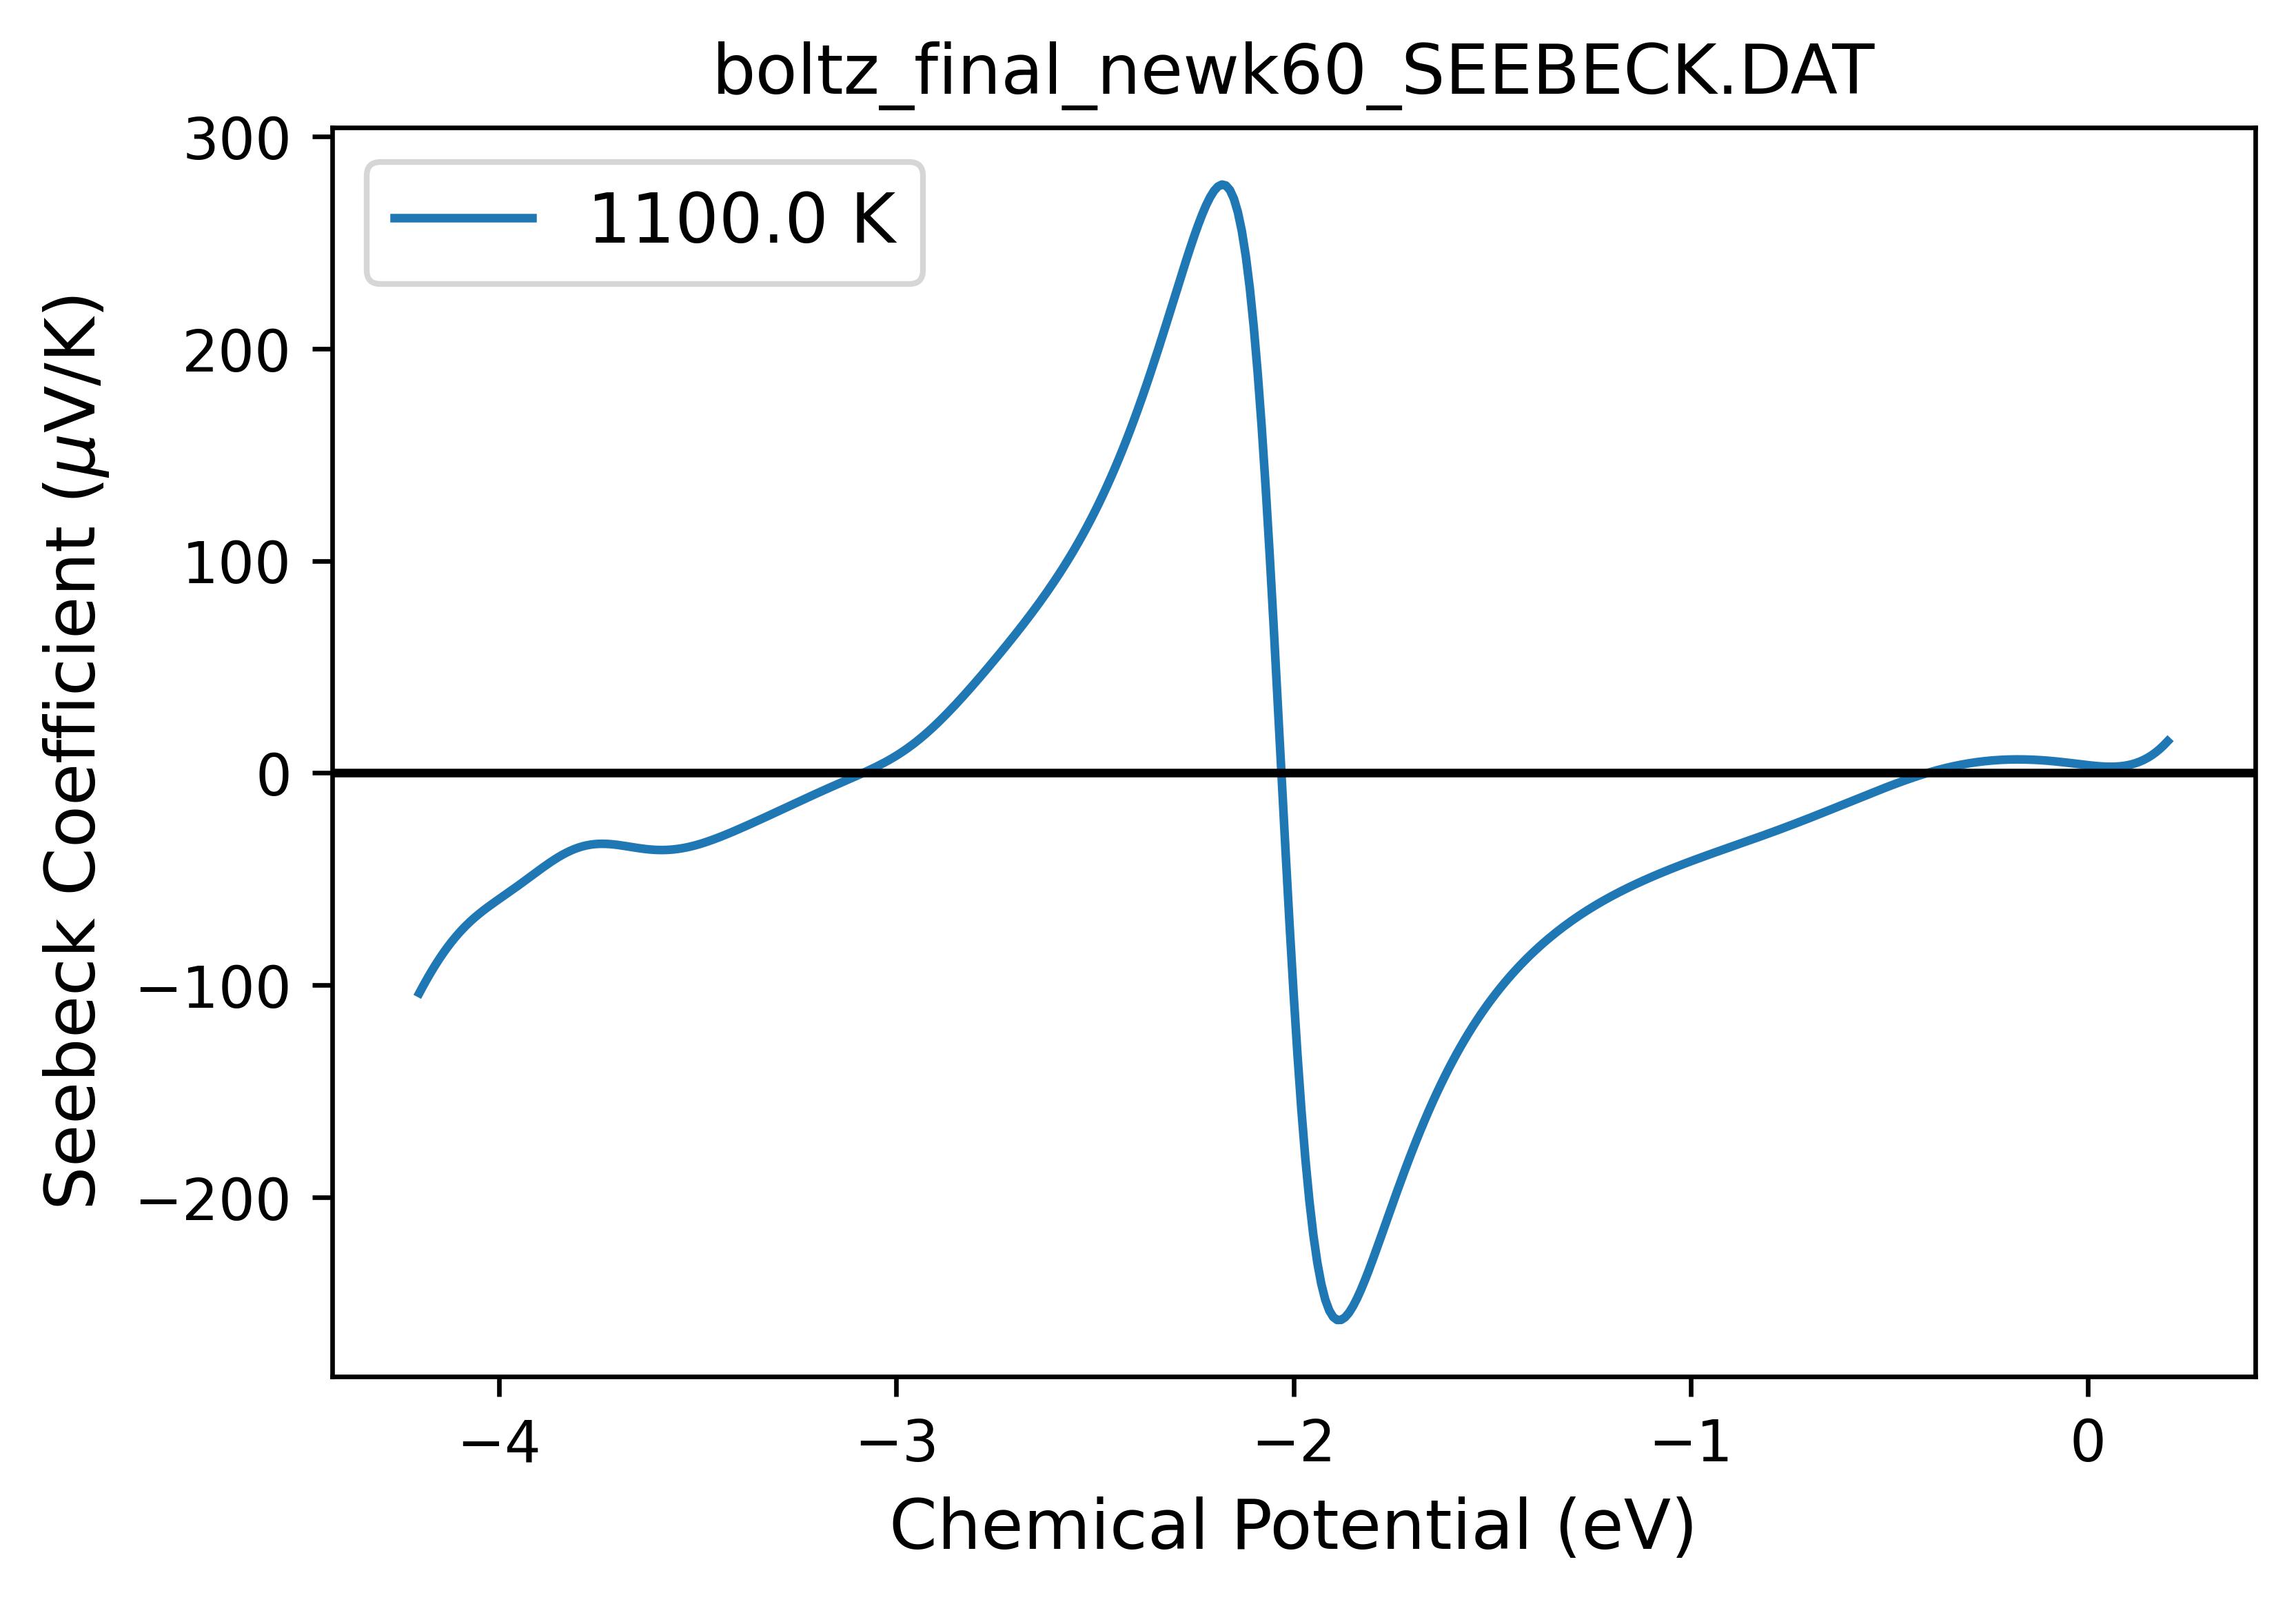 boltz_final_newk60_SEEBECK.DAT
1100.0 K
300
200
100
0
−100
−200
Seebeck Coefficient (μV/K)
−4
−3
−2
−1
0
Chemical Potential (eV)